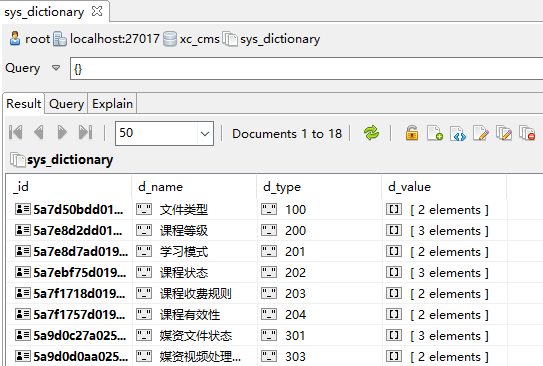 sys_dictionary
root localhost:27017 xc_cms sys_dictionary
Query {}
Result Query Explain
50 Documents 1 to 18
sys_dictionary
_id d_name d_type d_value
5a7d50bdd01... 文件类型 100 [ 2 elements ]
5a7e8d2dd01... 课程等级 200 [ 3 elements ]
5a7e8d7ad019... 学习模式 201 [ 2 elements ]
5a7ebf75d019... 课程状态 202 [ 3 elements ]
5a7f1718d019... 课程收费规则 203 [ 2 elements ]
5a7f1757d019... 课程有效性 204 [ 2 elements ]
5a9d0c27a025... 媒资文件状态 301 [ 3 elements ]
5a9d0d0aa025... 媒资视频处理... 303 [ 2 elements ]